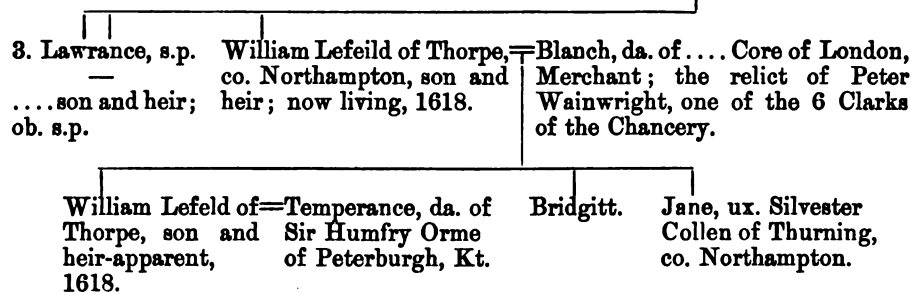 3. Lawrance, s.p.
—
....son and heir;
ob. s.p.
William Lefeild of Thorpe,
co. Northampton, son and
heir; now living, 1618.
=Blanch, da. of .... Core of London,
Merchant; the relict of Peter
Wainwright, one of the 6 Clarks
of the Chancery.
William Lefeld of
Thorpe, son and
heir-apparent,
1618.
=Temperance, da. of
Sir Humfry Orme
of Peterburgh, Kt.
Bridgitt.
Jane, ux. Silvester
Collen of Thurning,
co. Northampton.